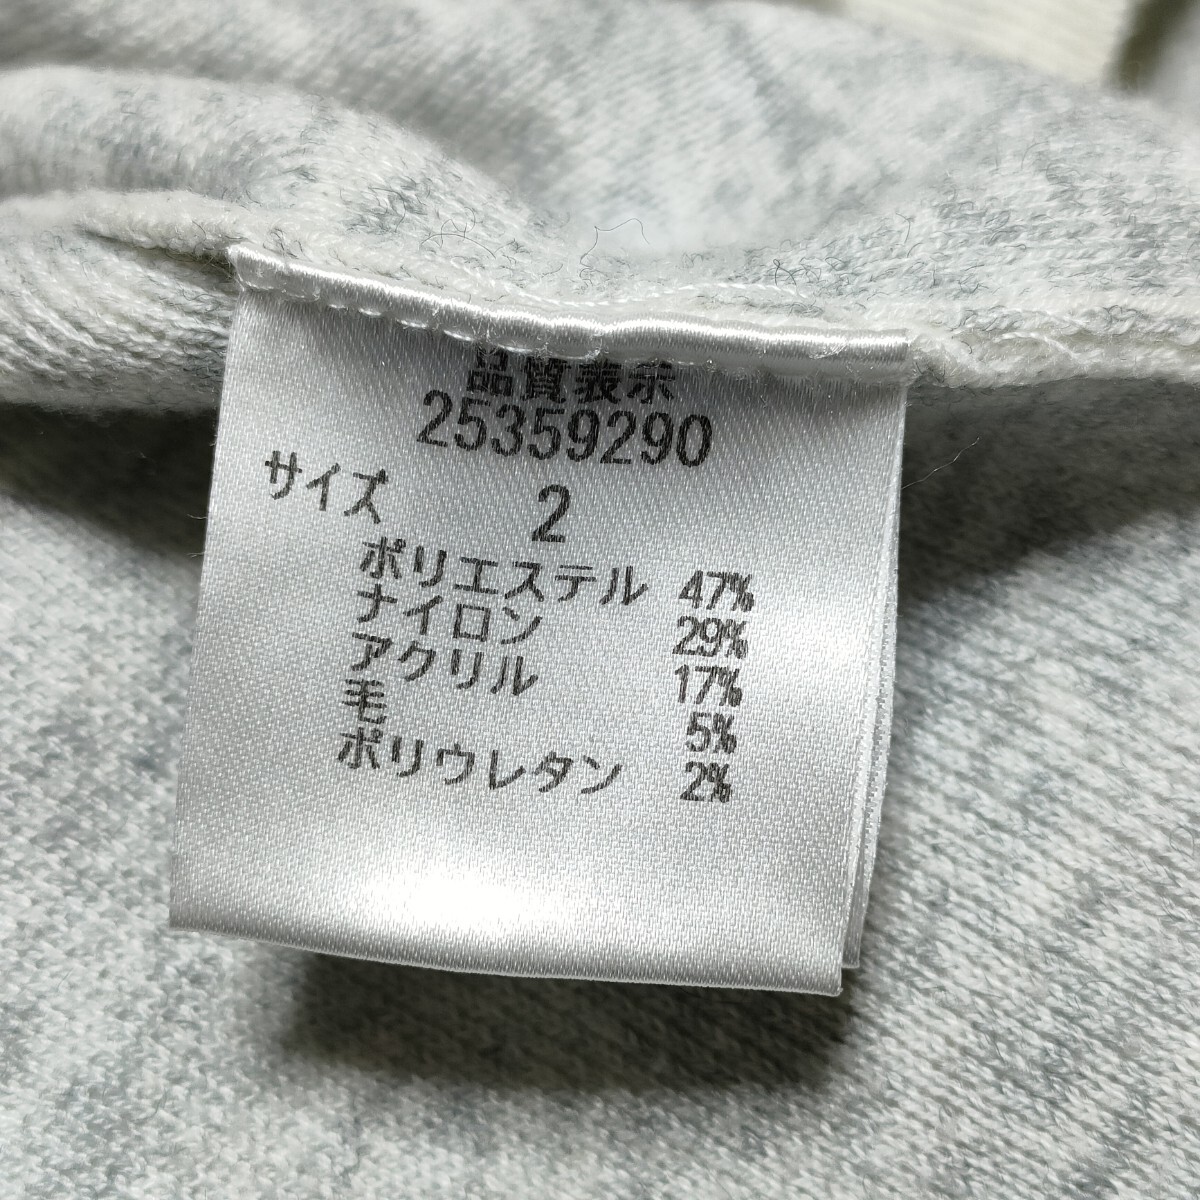 品質表示
25359290
サイズ 2
ポリエステル 47%
ナイロン 29%
アクリル 17%
毛 5%
ポリウレタン 2%